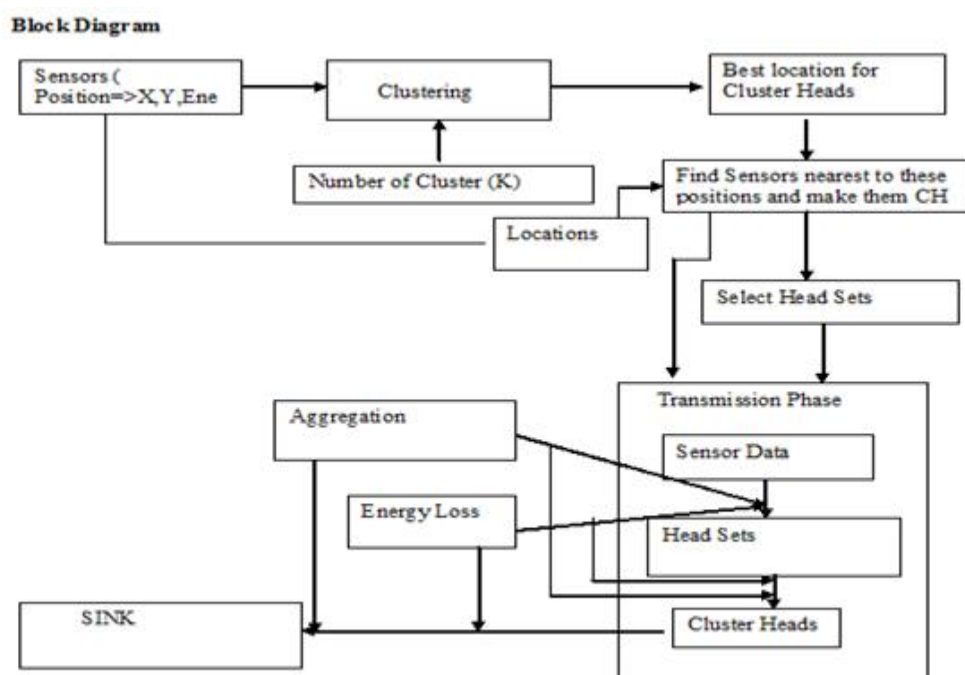 Block Diagram
Sensors (
Position=>X,Y,Ene
Clustering
Best location for
Cluster Heads
Number of Cluster (K)
Find Sensors nearest to these
positions and make them CH
Locations
Select Head Sets
Transmission Phase
Aggregation
Sensor Data
Energy Loss
Head Sets
SINK
Cluster Heads